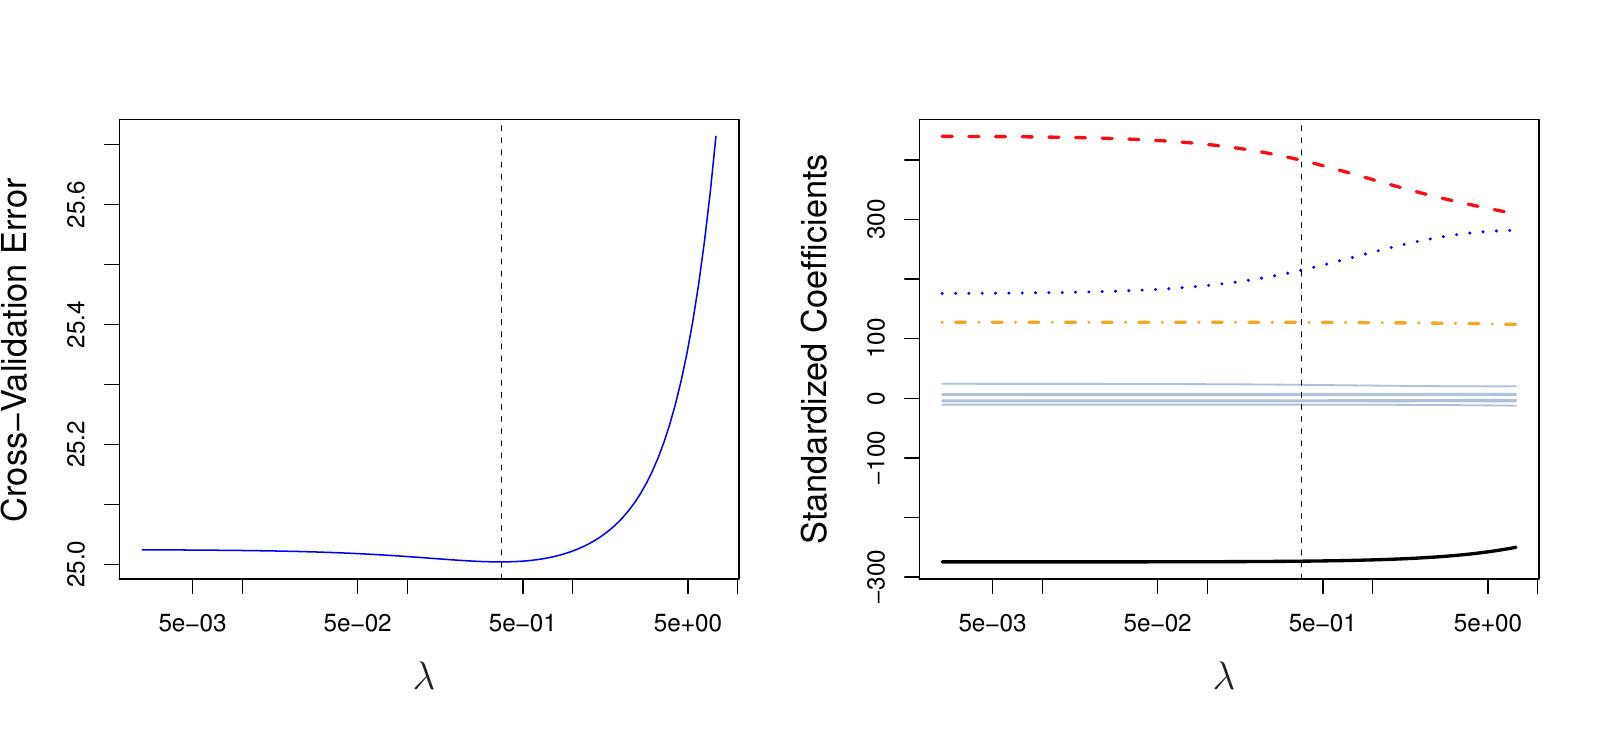 Cross−Validation Error
25.6
25.4
25.2
25.0
5e−03 5e−02 5e−01 5e+00
λ
Standardized Coefficients
300
100
0
−100
−300
5e−03 5e−02 5e−01 5e+00
λ